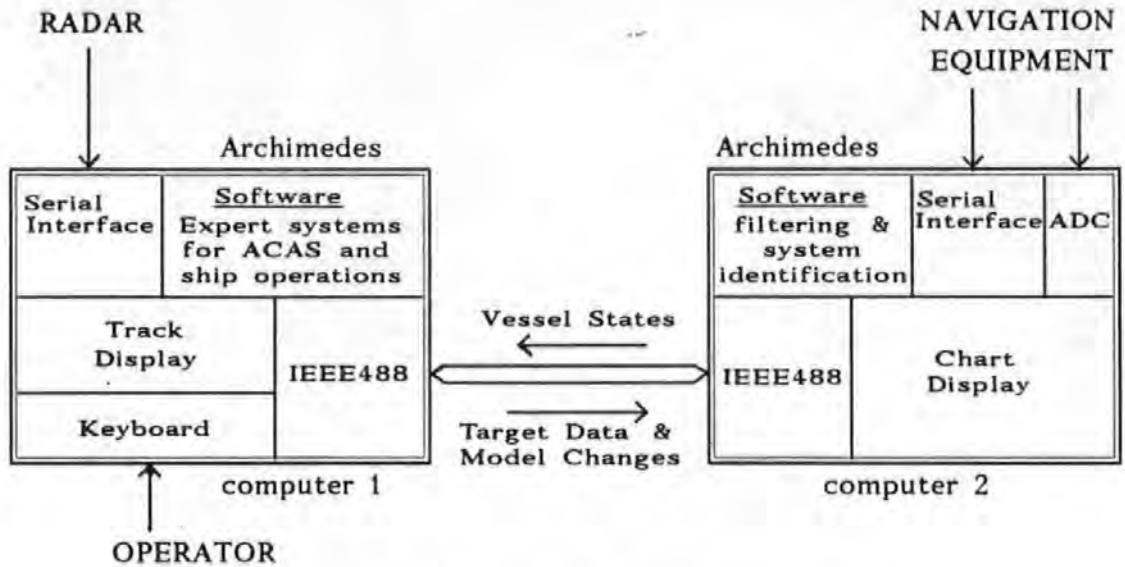 RADAR
NAVIGATION
EQUIPMENT
Archimedes
Archimedes
Serial
Interface
Software
Expert systems
for ACAS and
ship operations
Track
Display
IEEE488
Keyboard
computer 1
OPERATOR
Vessel States
Target Data &
Model Changes
Software
filtering &
system
identification
Serial
Interface
ADC
IEEE488
Chart
Display
computer 2